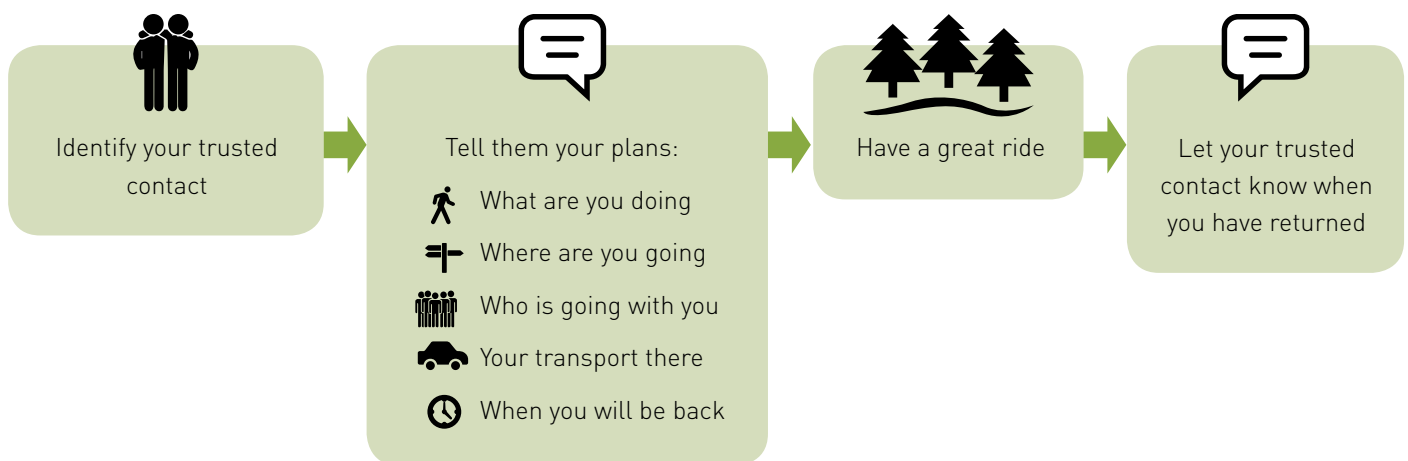 Identify your trusted
contact
Tell them your plans:
What are you doing
Where are you going
Who is going with you
Your transport there
When you will be back
Have a great ride
Let your trusted
contact know when
you have returned